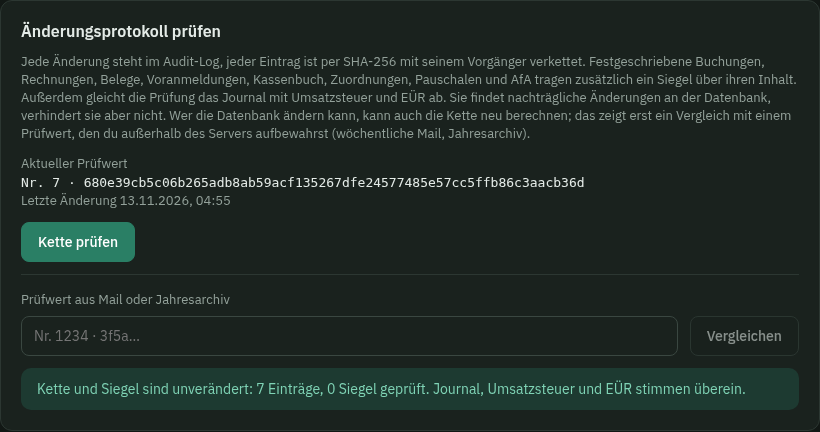 Änderungsprotokoll prüfen
Jede Änderung steht im Audit-Log, jeder Eintrag ist per SHA-256 mit seinem Vorgänger verkettet. Festgeschriebene Buchungen,
Rechnungen, Belege, Voranmeldungen, Kassenbuch, Zuordnungen, Pauschalen und AfA tragen zusätzlich ein Siegel über ihren Inhalt.
Außerdem gleicht die Prüfung das Journal mit Umsatzsteuer und EÜR ab. Sie findet nachträgliche Änderungen an der Datenbank,
verhindert sie aber nicht. Wer die Datenbank ändern kann, kann auch die Kette neu berechnen; das zeigt erst ein Vergleich mit einem
Prüfwert, den du außerhalb des Servers aufbewahrst (wöchentliche Mail, Jahresarchiv).
Aktueller Prüfwert
Nr. 7 · 680e39cb5c06b265adb8ab59acf135267dfe24577485e57cc5ffb86c3aacb36d
Letzte Änderung 13.11.2026, 04:55
Kette prüfen
Prüfwert aus Mail oder Jahresarchiv
Nr. 1234 · 3f5a…
Vergleichen
Kette und Siegel sind unverändert: 7 Einträge, 0 Siegel geprüft. Journal, Umsatzsteuer und EÜR stimmen überein.